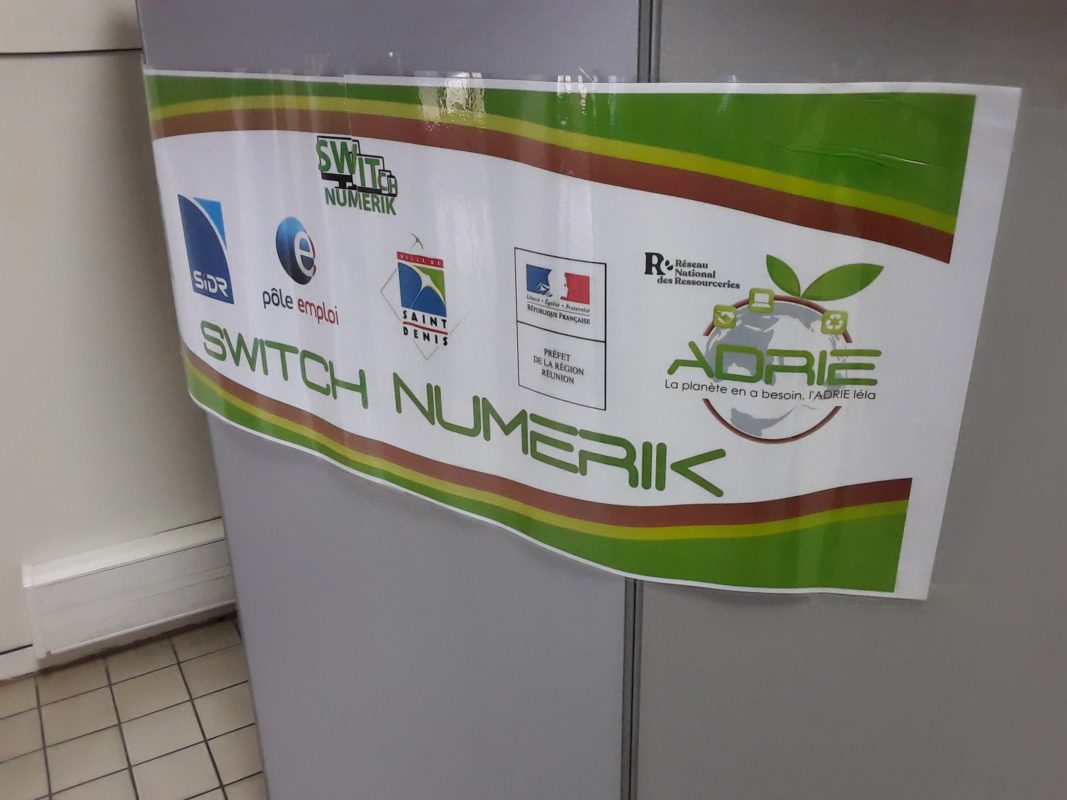 SWITCH
NUMERIK
SIDR
pôle emploi
VILLE DE
SAINT
DENIS
Liberté • Égalité • Fraternité
RÉPUBLIQUE FRANÇAISE
PRÉFET
DE LA RÉGION
RÉUNION
Re Réseau
National
des Ressourceries
ADRIE
La planète en a besoin, l'ADRIE léla
SWITCH NUMERIK